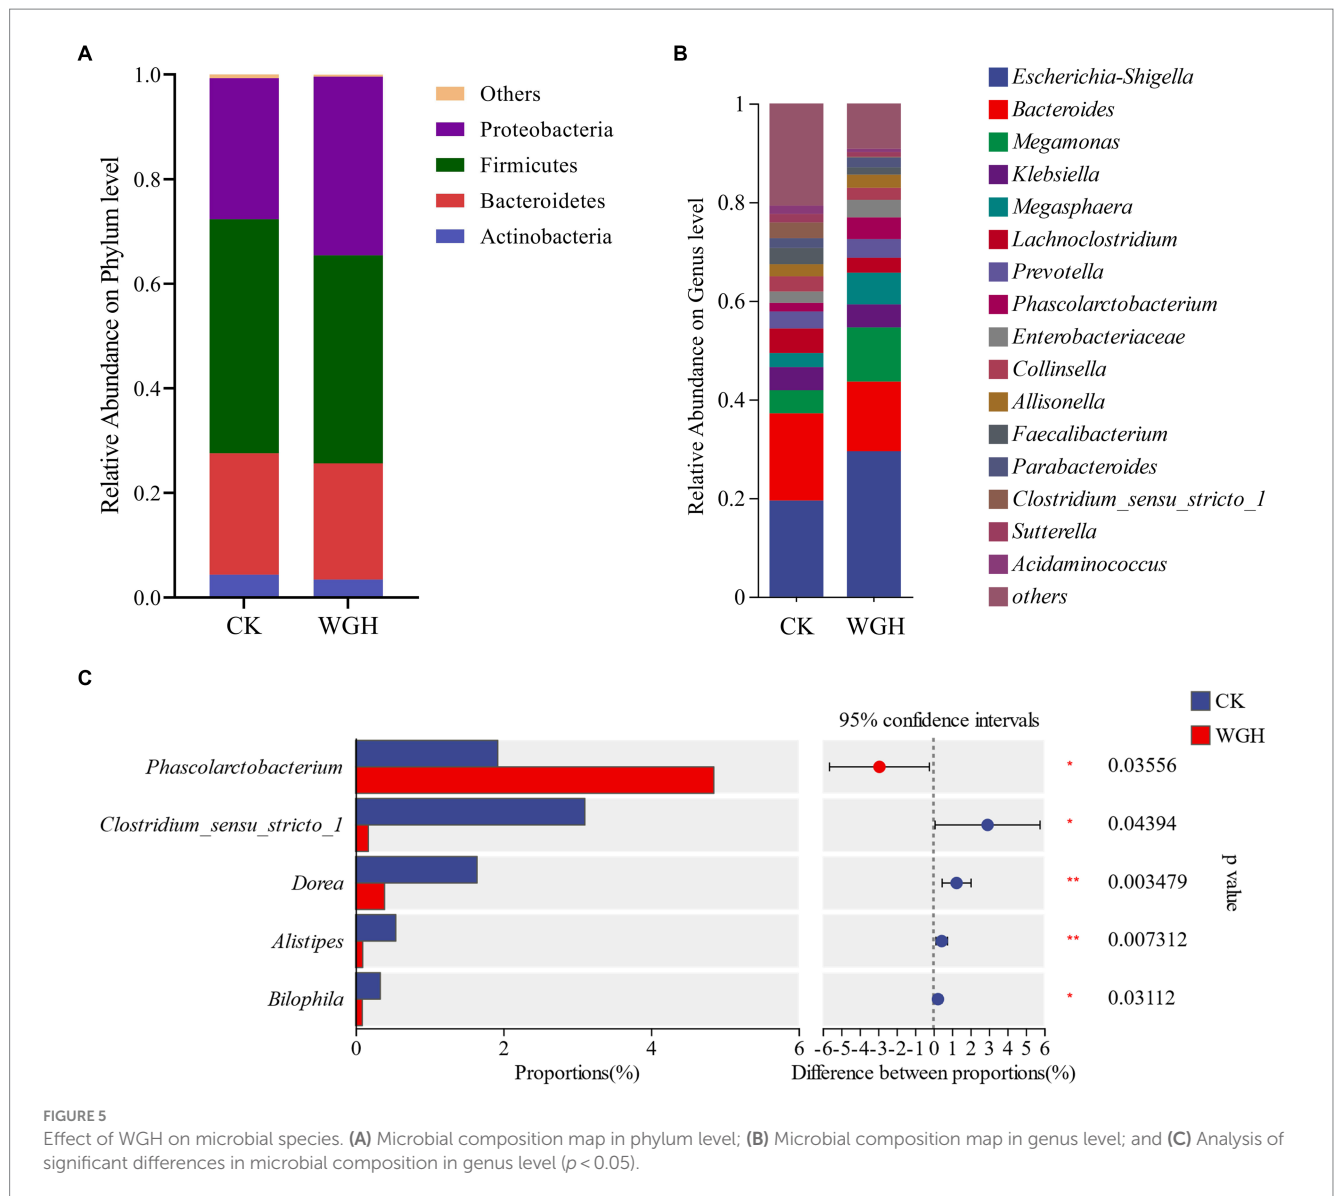 A
Relative Abundance on Phylum level
1.0
0.8
0.6
0.4
0.2
0.0
CK WGH
Others
Proteobacteria
Firmicutes
Bacteroidetes
Actinobacteria
B
Relative Abundance on Genus level
1
0.8
0.6
0.4
0.2
0
CK WGH
Escherichia-Shigella
Bacteroides
Megamonas
Klebsiella
Megasphaera
Lachnoclostridium
Prevotella
Phascolarctobacterium
Enterobacteriaceae
Collinsella
Allisonella
Faecalibacterium
Parabacteroides
Clostridium_sensu_stricto_1
Sutterella
Acidaminococcus
others
C
CK
WGH
95% confidence intervals
Phascolarctobacterium * 0.03556
Clostridium_sensu_stricto_1 * 0.04394
Dorea ** 0.003479
Alistipes ** 0.007312
Bilophila * 0.03112
p value
0 2 4 6 -6-5-4-3-2-1 0 1 2 3 4 5 6
Proportions(%) Difference between proportions(%)
FIGURE 5
Effect of WGH on microbial species. (A) Microbial composition map in phylum level; (B) Microbial composition map in genus level; and (C) Analysis of
significant differences in microbial composition in genus level (p < 0.05).